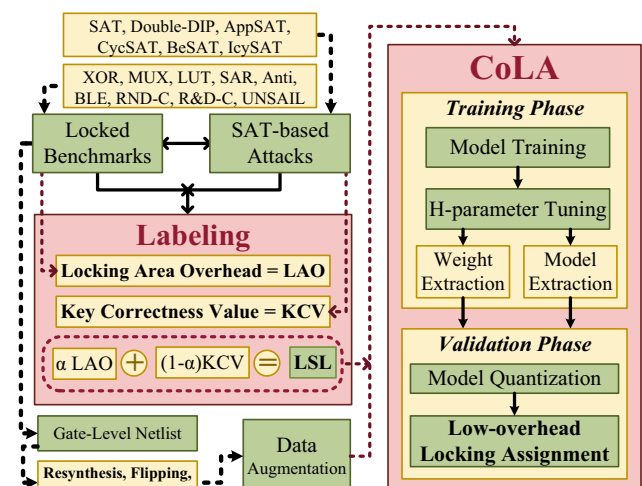 SAT, Double-DIP, AppSAT,
CycSAT, BeSAT, IcySAT
XOR, MUX, LUT, SAR, Anti,
BLE, RND-C, R&D-C, UNSAIL
Locked
Benchmarks
SAT-based
Attacks
Labeling
Locking Area Overhead = LAO
Key Correctness Value = KCV
α LAO + (1-α)KCV = LSL
Gate-Level Netlist
Resynthesis, Flipping,
Data
Augmentation
CoLA
Training Phase
Model Training
H-parameter Tuning
Weight
Extraction
Model
Extraction
Validation Phase
Model Quantization
Low-overhead
Locking Assignment